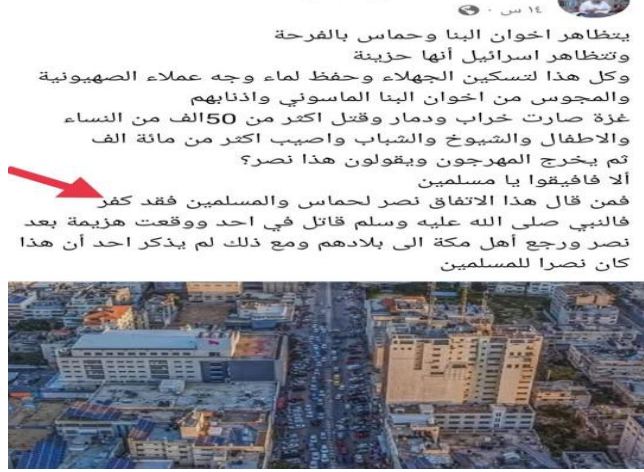 ١٤ س ·
يتظاهر اخوان البنا وحماس بالفرحة
وتتظاهر اسرائيل أنها حزينة
وكل هذا لتسكين الجهلاء وحفظ لماء وجه عملاء الصهيونية
والمجوس من اخوان البنا الماسوني واذنابهم
غزة صارت خراب ودمار وقتل اكثر من 50الف من النساء
والاطفال والشيوخ والشباب واصيب اكثر من مائة الف
ثم يخرج المهرجون ويقولون هذا نصر؟
ألا فافيقوا يا مسلمين
فمن قال هذا الاتفاق نصر لحماس والمسلمين فقد كفر
فالنبي صلى الله عليه وسلم قاتل في احد ووقعت هزيمة بعد
نصر ورجع أهل مكة الى بلادهم ومع ذلك لم يذكر احد أن هذا
كان نصرا للمسلمين